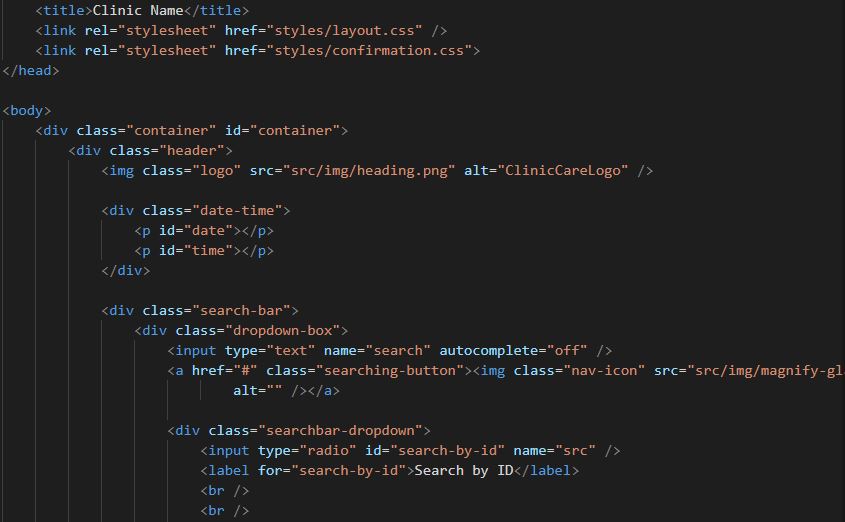 <title>Clinic Name</title>
<link rel="stylesheet" href="styles/layout.css" />
<link rel="stylesheet" href="styles/confirmation.css">
</head>
<body>
<div class="container" id="container">
<div class="header">
<img class="logo" src="src/img/heading.png" alt="ClinicCareLogo" />
<div class="date-time">
<p id="date"></p>
<p id="time"></p>
</div>
<div class="search-bar">
<div class="dropdown-box">
<input type="text" name="search" autocomplete="off" />
<a href="#" class="searching-button"><img class="nav-icon" src="src/img/magnify-gl
alt="" /></a>
<div class="searchbar-dropdown">
<input type="radio" id="search-by-id" name="src" />
<label for="search-by-id">Search by ID</label>
<br />
<br />